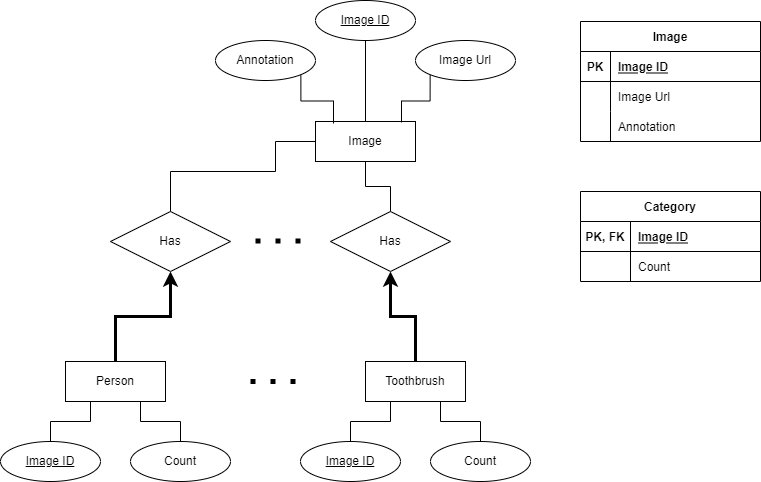 Image ID
Annotation
Image Url
Image
Has
Has
Person
Toothbrush
Image ID
Count
Image ID
Count
Image
PK Image ID
Image Url
Annotation
Category
PK, FK Image ID
Count